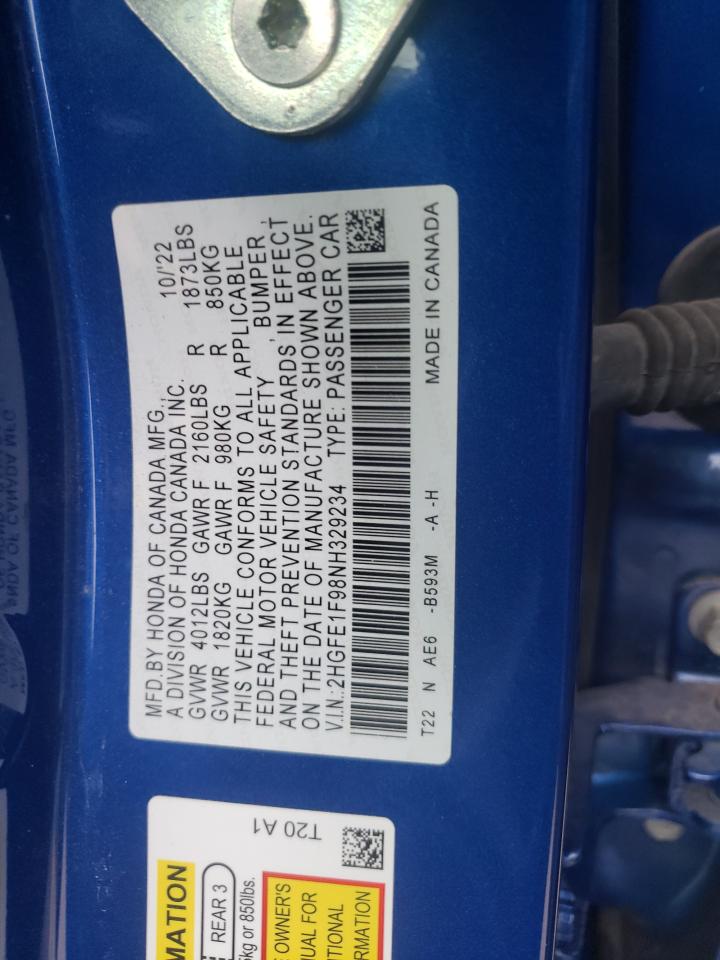 MFD.BY HONDA OF CANADA MFG., 10/'22
A DIVISION OF HONDA CANADA INC.
GVWR 4012LBS GAWR F 2160LBS R 1873LBS
GVWR 1820KG GAWR F 980KG R 850KG
THIS VEHICLE CONFORMS TO ALL APPLICABLE
FEDERAL MOTOR VEHICLE SAFETY, BUMPER,
AND THEFT PREVENTION STANDARDS IN EFFECT
ON THE DATE OF MANUFACTURE SHOWN ABOVE.
V.I.N.:2HGFE1F98NH329234 TYPE: PASSENGER CAR
T22 N AE6 -B593M -A -H MADE IN CANADA
T20 A1
MATION
REAR 3
kg or 850lbs.
OWNER'S
FOR